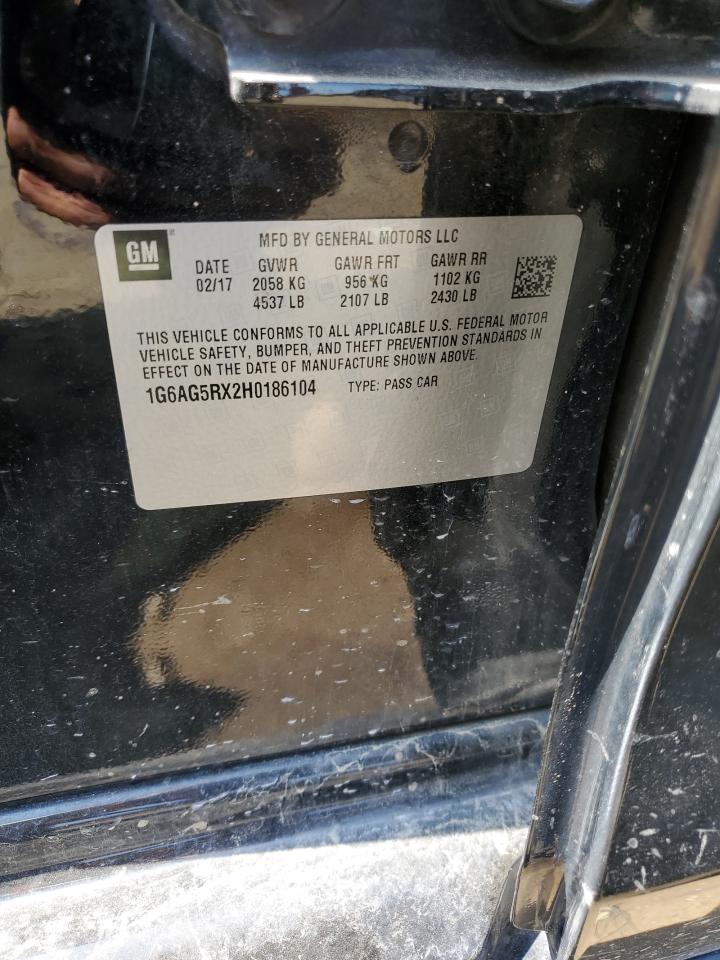 GM
MFD BY GENERAL MOTORS LLC
DATE GVWR GAWR FRT GAWR RR
02/17 2058 KG 956 KG 1102 KG
4537 LB 2107 LB 2430 LB
THIS VEHICLE CONFORMS TO ALL APPLICABLE U.S. FEDERAL MOTOR
VEHICLE SAFETY, BUMPER, AND THEFT PREVENTION STANDARDS IN
EFFECT ON THE DATE OF MANUFACTURE SHOWN ABOVE.
1G6AG5RX2H0186104 TYPE: PASS CAR